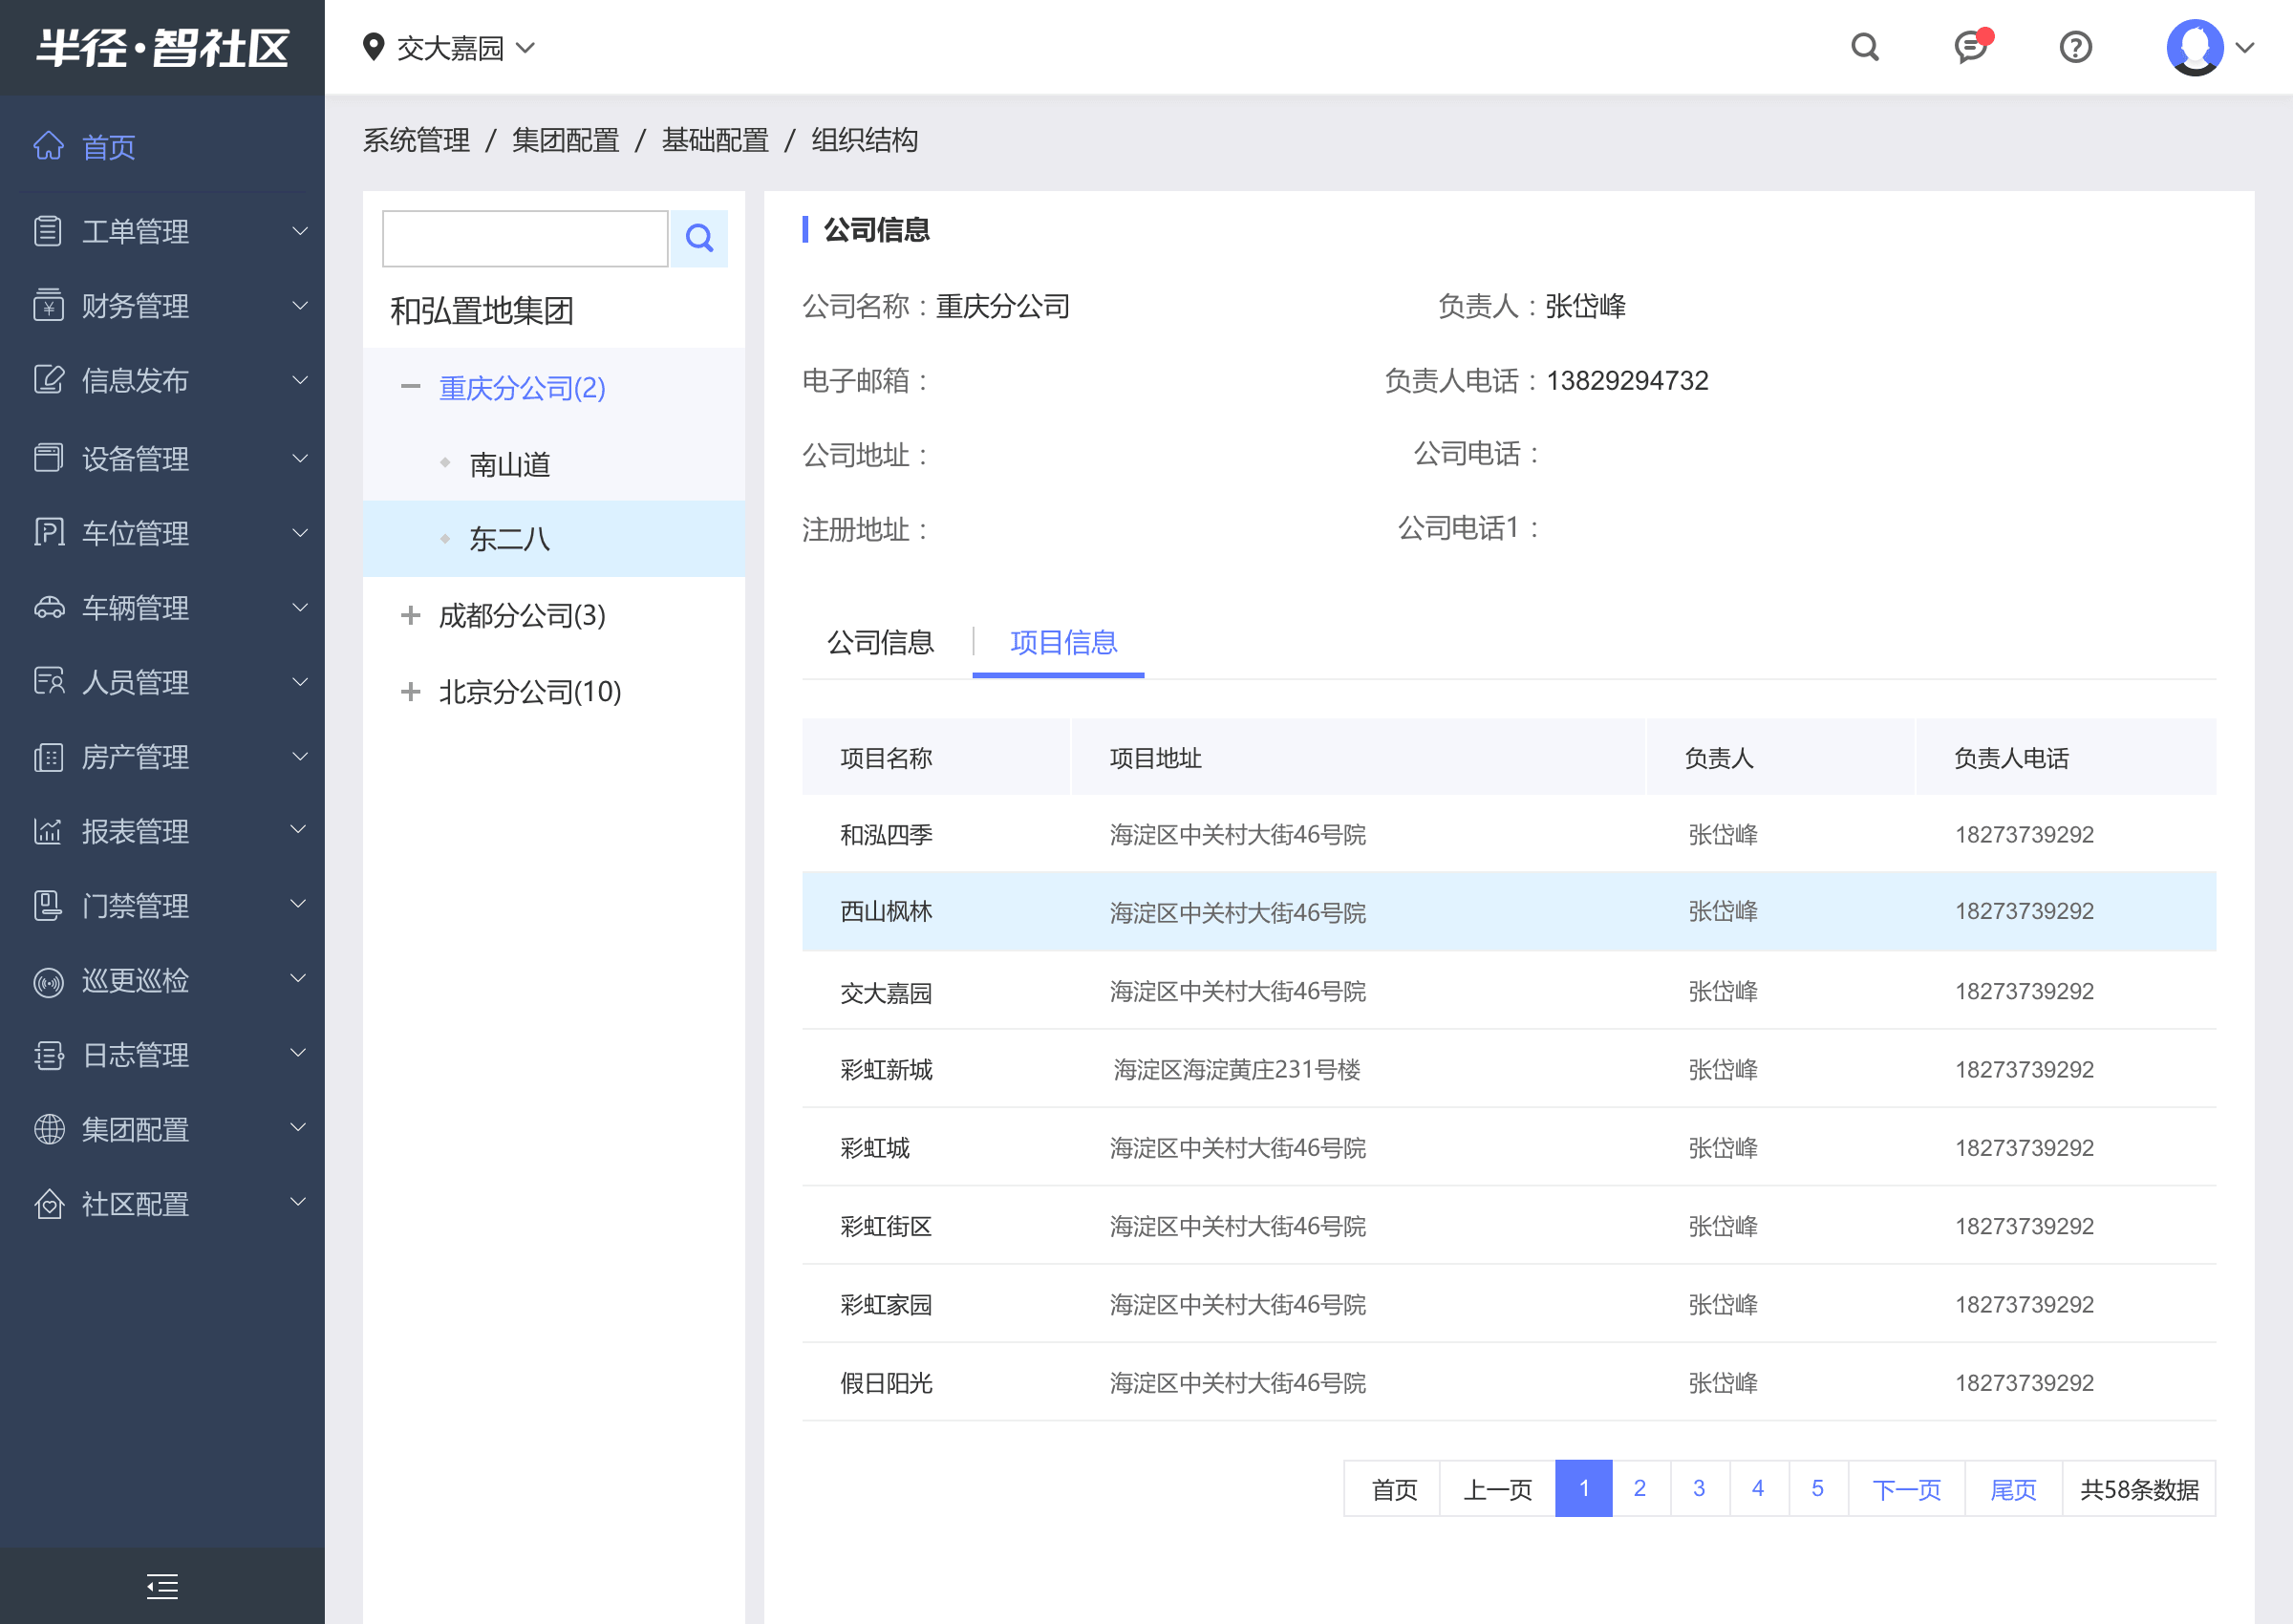 半径·智社区
交大嘉园
首页
工单管理
财务管理
信息发布
设备管理
车位管理
车辆管理
人员管理
房产管理
报表管理
门禁管理
巡更巡检
日志管理
集团配置
社区配置
系统管理 / 集团配置 / 基础配置 / 组织结构
和弘置地集团
重庆分公司(2)
南山道
东二八
成都分公司(3)
北京分公司(10)
公司信息
公司名称：重庆分公司 负责人：张岱峰
电子邮箱： 负责人电话：13829294732
公司地址： 公司电话：
注册地址： 公司电话1：
公司信息 项目信息
项目名称 项目地址 负责人 负责人电话
和泓四季 海淀区中关村大街46号院 张岱峰 18273739292
西山枫林 海淀区中关村大街46号院 张岱峰 18273739292
交大嘉园 海淀区中关村大街46号院 张岱峰 18273739292
彩虹新城 海淀区海淀黄庄231号楼 张岱峰 18273739292
彩虹城 海淀区中关村大街46号院 张岱峰 18273739292
彩虹街区 海淀区中关村大街46号院 张岱峰 18273739292
彩虹家园 海淀区中关村大街46号院 张岱峰 18273739292
假日阳光 海淀区中关村大街46号院 张岱峰 18273739292
首页 上一页 1 2 3 4 5 下一页 尾页 共58条数据